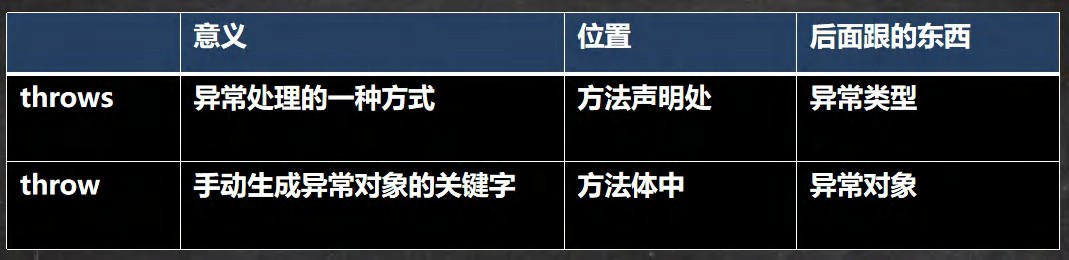 意义 位置 后面跟的东西
throws 异常处理的一种方式 方法声明处 异常类型
throw 手动生成异常对象的关键字 方法体中 异常对象